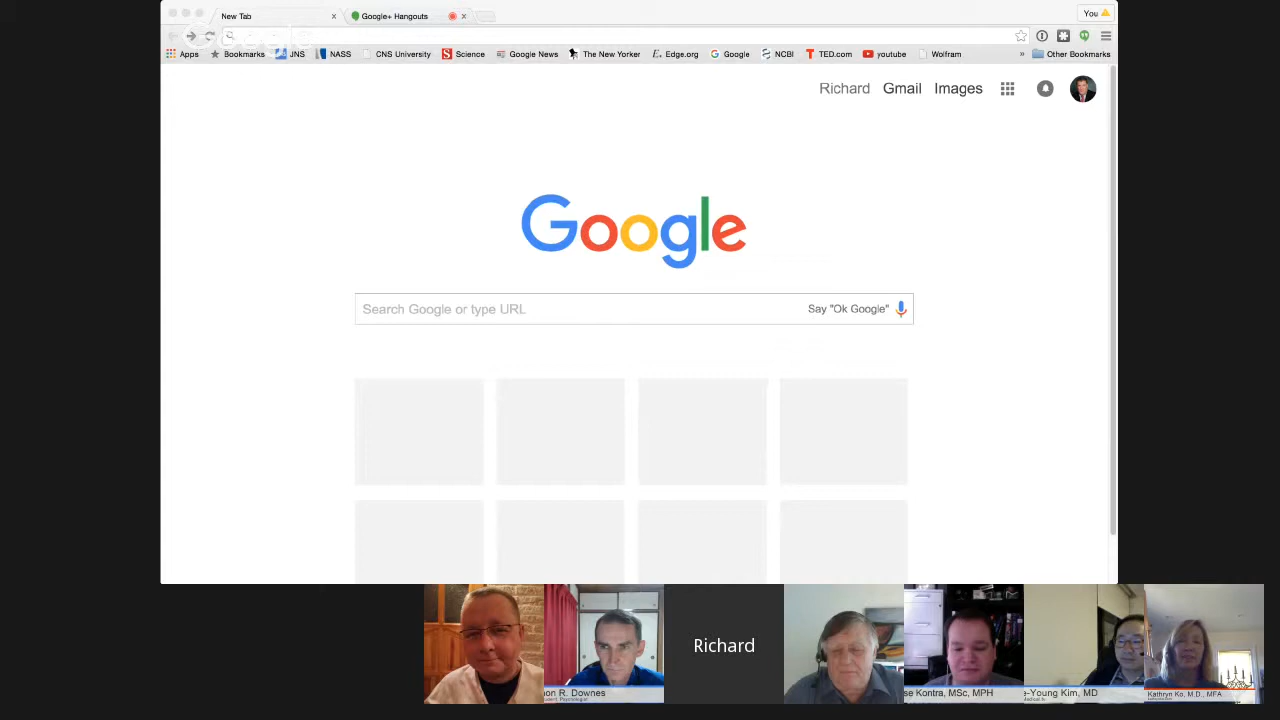 New Tab
Google+ Hangouts
You
Google
Apps
Bookmarks
JNS
NASS
CNS University
Science
Google News
The New Yorker
Edge.org
Google
NCBI
TED.com
youtube
Wolfram
»
Other Bookmarks
Richard Gmail Images
Google
Search Google or type URL
Say "Ok Google"
Richard
on R. Downes
se Kontra, MSc, MPH
e-Young Kim, MD
Kathryn Ko, M.D., MFA